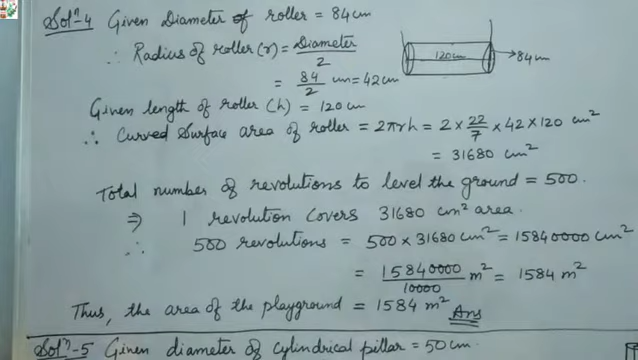 Solⁿ-4 Given Diameter of roller = 84 cm
∴ Radius of roller (r) = Diameter/2
120cm → 84 cm
= 84/2 cm = 42 cm
Given length of roller (h) = 120 cm
∴ Curved Surface area of roller = 2πrh = 2 × 22/7 × 42 × 120 cm²
= 31680 cm²
Total number of revolutions to level the ground = 500.
⇒ 1 revolution covers 31680 cm² area.
∴ 500 revolutions = 500 × 31680 cm² = 15840000 cm²
= 15840000/10000 m² = 1584 m²
Thus, the area of the playground = 1584 m² Ans
Solⁿ-5 Given diameter of cylindrical pillar = 50 cm.